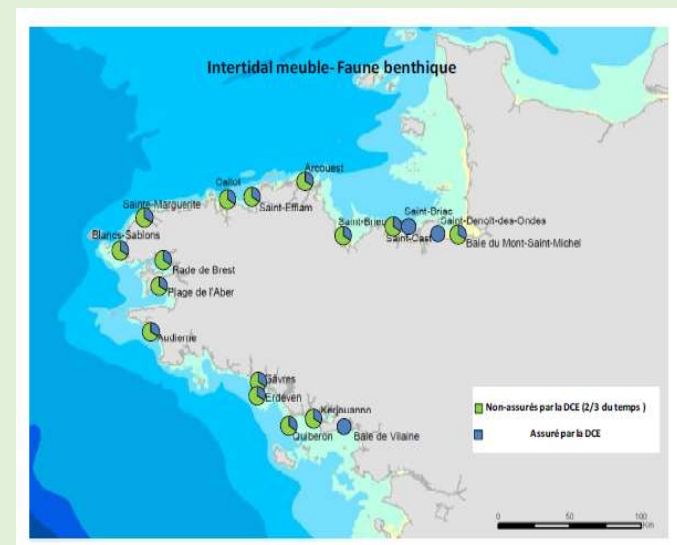 Intertidal meuble- Faune benthique
Arcouest
Callot
Saint-Efflam
Sainte-Marguerite
Saint-Briac
Saint-Brieuc
Saint-Benoît-des-Ondes
Saint-Cast
Blancs-Sablons
Baie du Mont-Saint-Michel
Rade de Brest
Plage de l'Aber
Audierne
Gâvres
Erdeven
Kerjouanno
Quiberon
Baie de Vilaine
Non-assurés par la DCE (2/3 du temps )
Assuré par la DCE
0 50 100
Km